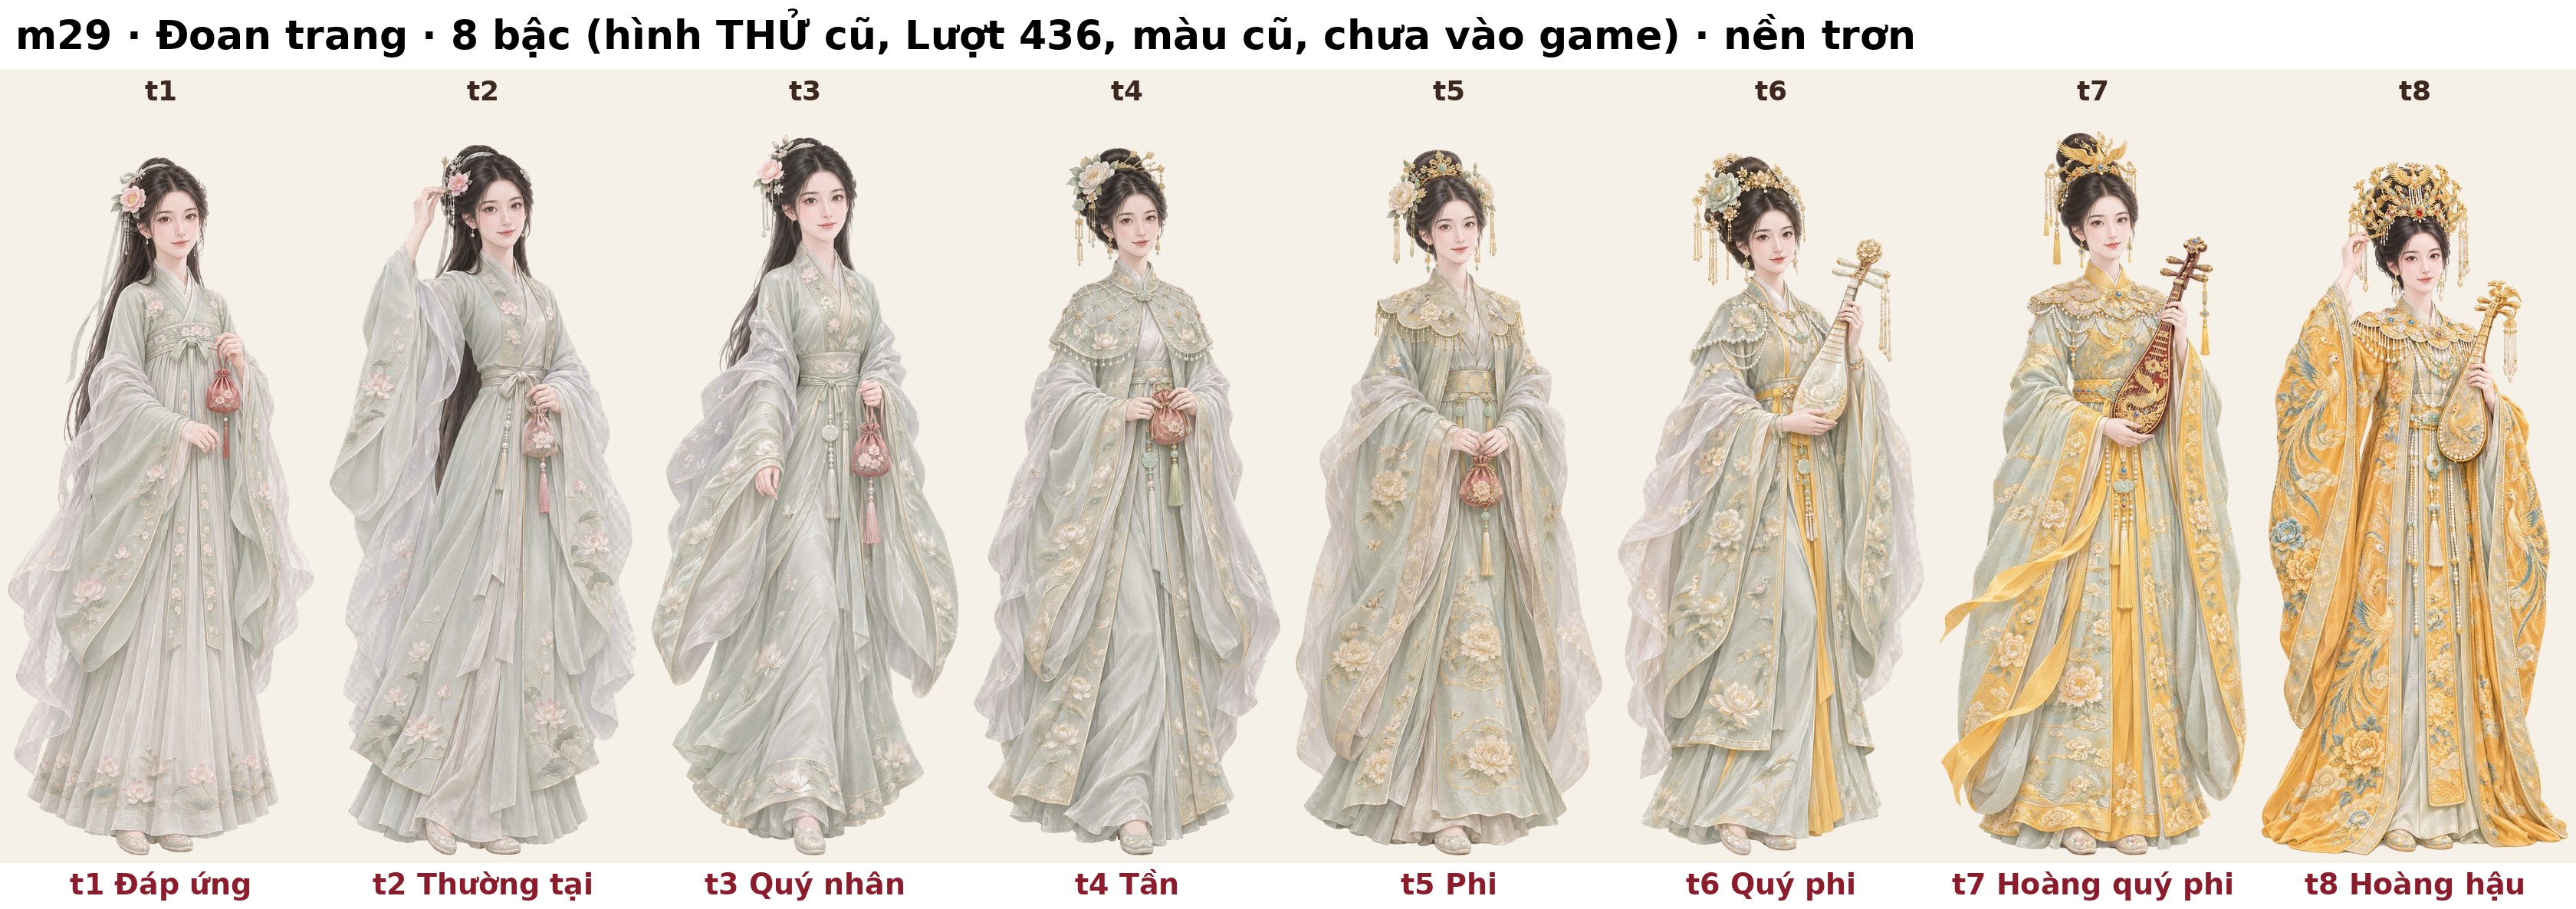 m29 · Đoan trang · 8 bậc (hình THỬ cũ, Lượt 436, màu cũ, chưa vào game) · nền trơn
t1 t2 t3 t4 t5 t6 t7 t8
t1 Đáp ứng t2 Thường tại t3 Quý nhân t4 Tần t5 Phi t6 Quý phi t7 Hoàng quý phi t8 Hoàng hậu